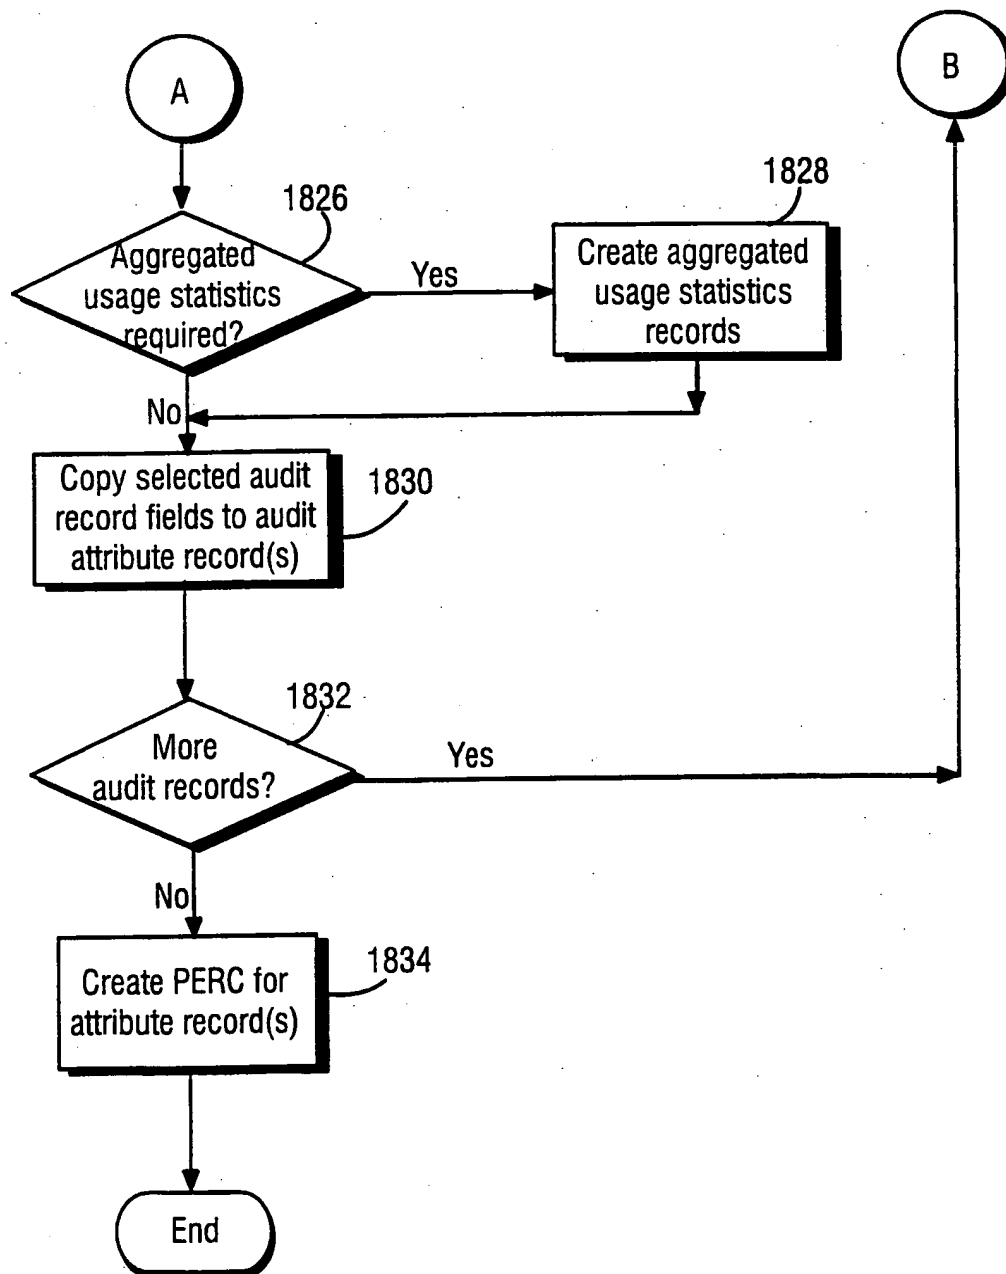 A
B
1826
Aggregated
usage statistics
required?
Yes
1828
Create aggregated
usage statistics
records
No
Copy selected audit
record fields to audit
attribute record(s)
1830
1832
More
audit records?
Yes
No
Create PERC for
attribute record(s)
1834
End